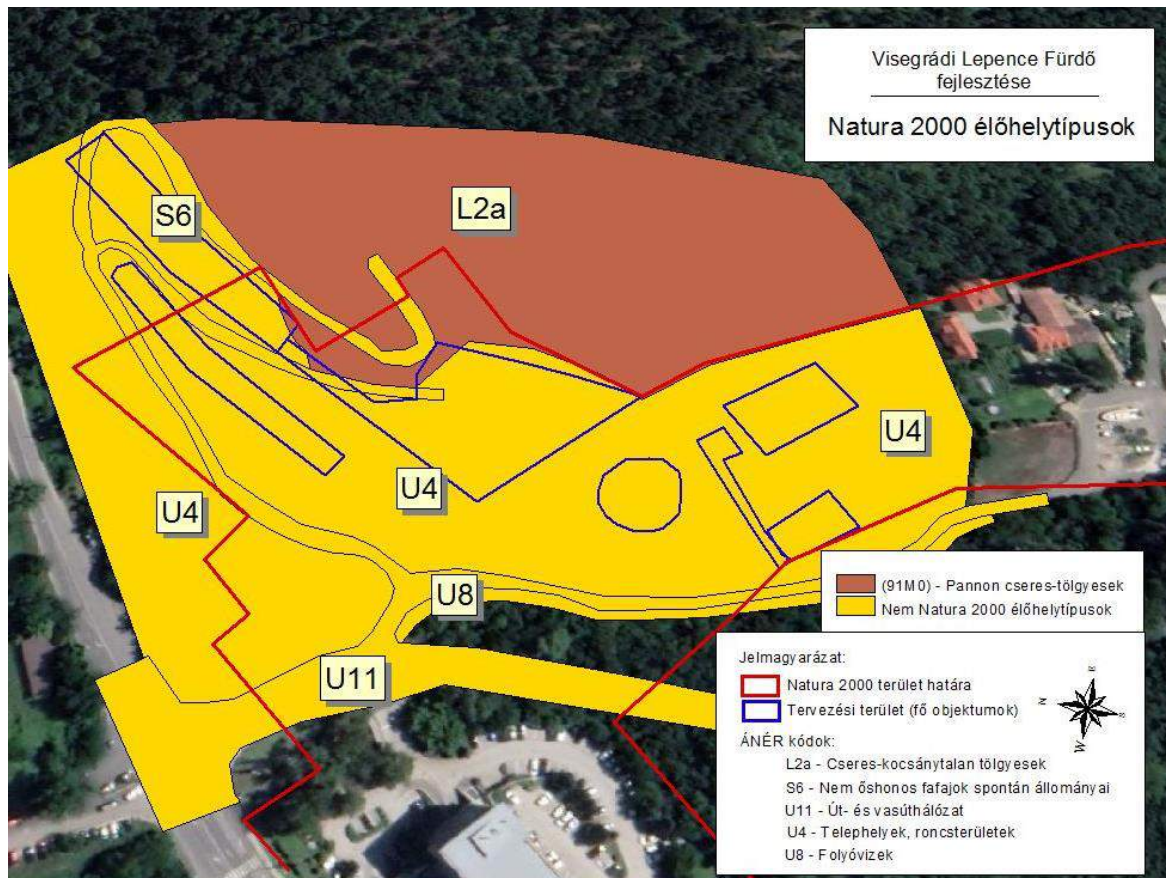 Visegrádi Lepence Fürdő
fejlesztése
Natura 2000 élőhelytípusok
S6
L2a
U4
U4
U4
U8
U11
(91M0) - Pannon cseres-tölgyesek
Nem Natura 2000 élőhelytípusok
Jelmagyarázat:
Natura 2000 terület határa
Tervezési terület (fő objektumok)
E
N
S
W
ÁNÉR kódok:
L2a - Cseres-kocsánytalan tölgyesek
S6 - Nem őshonos fafajok spontán állományai
U11 - Út- és vasúthálózat
U4 - Telephelyek, roncsterületek
U8 - Folyóvizek